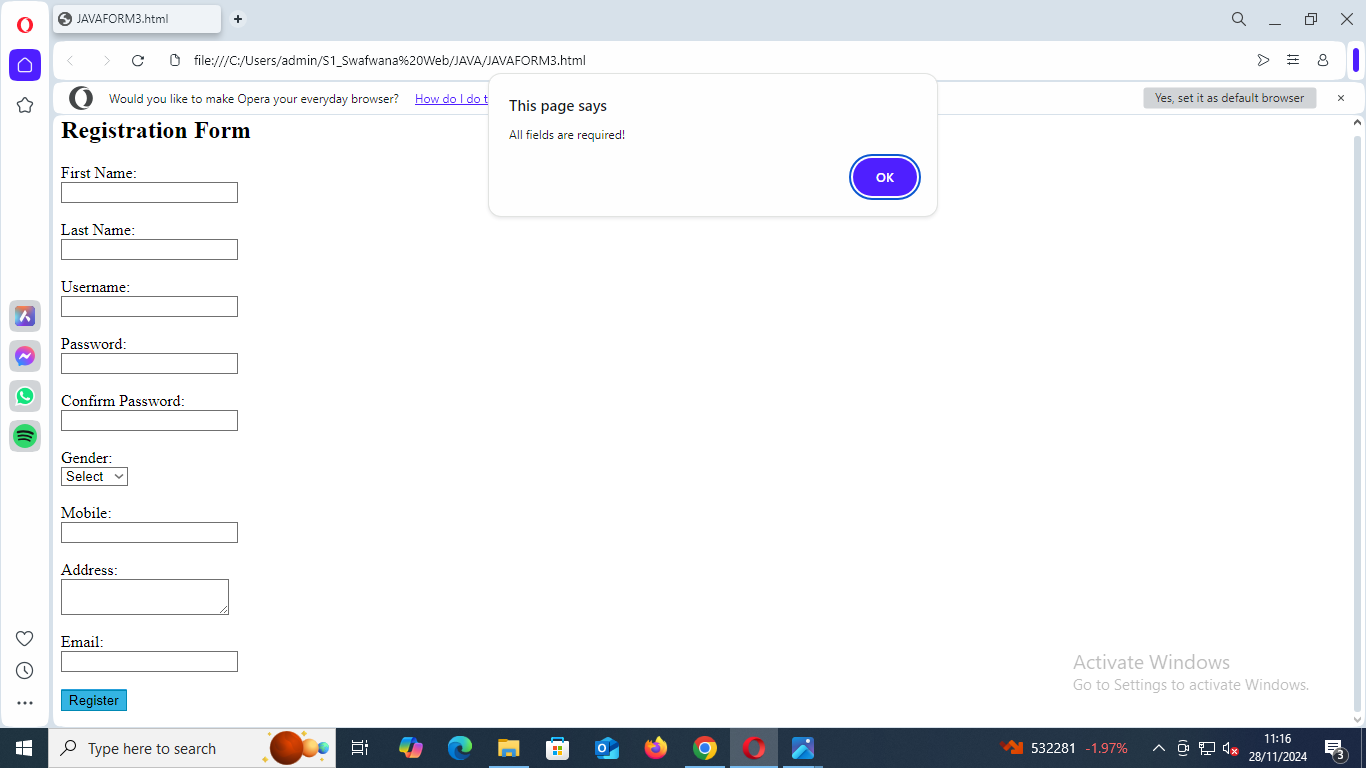 JAVAFORM3.html
file:///C:/Users/admin/S1_Swafwana%20Web/JAVA/JAVAFORM3.html
Would you like to make Opera your everyday browser? How do I do t
Yes, set it as default browser
This page says
All fields are required!
OK
Registration Form
First Name:
Last Name:
Username:
Password:
Confirm Password:
Gender:
Select
Mobile:
Address:
Email:
Register
Activate Windows
Go to Settings to activate Windows.
Type here to search
532281 -1.97%
11:16
28/11/2024
3